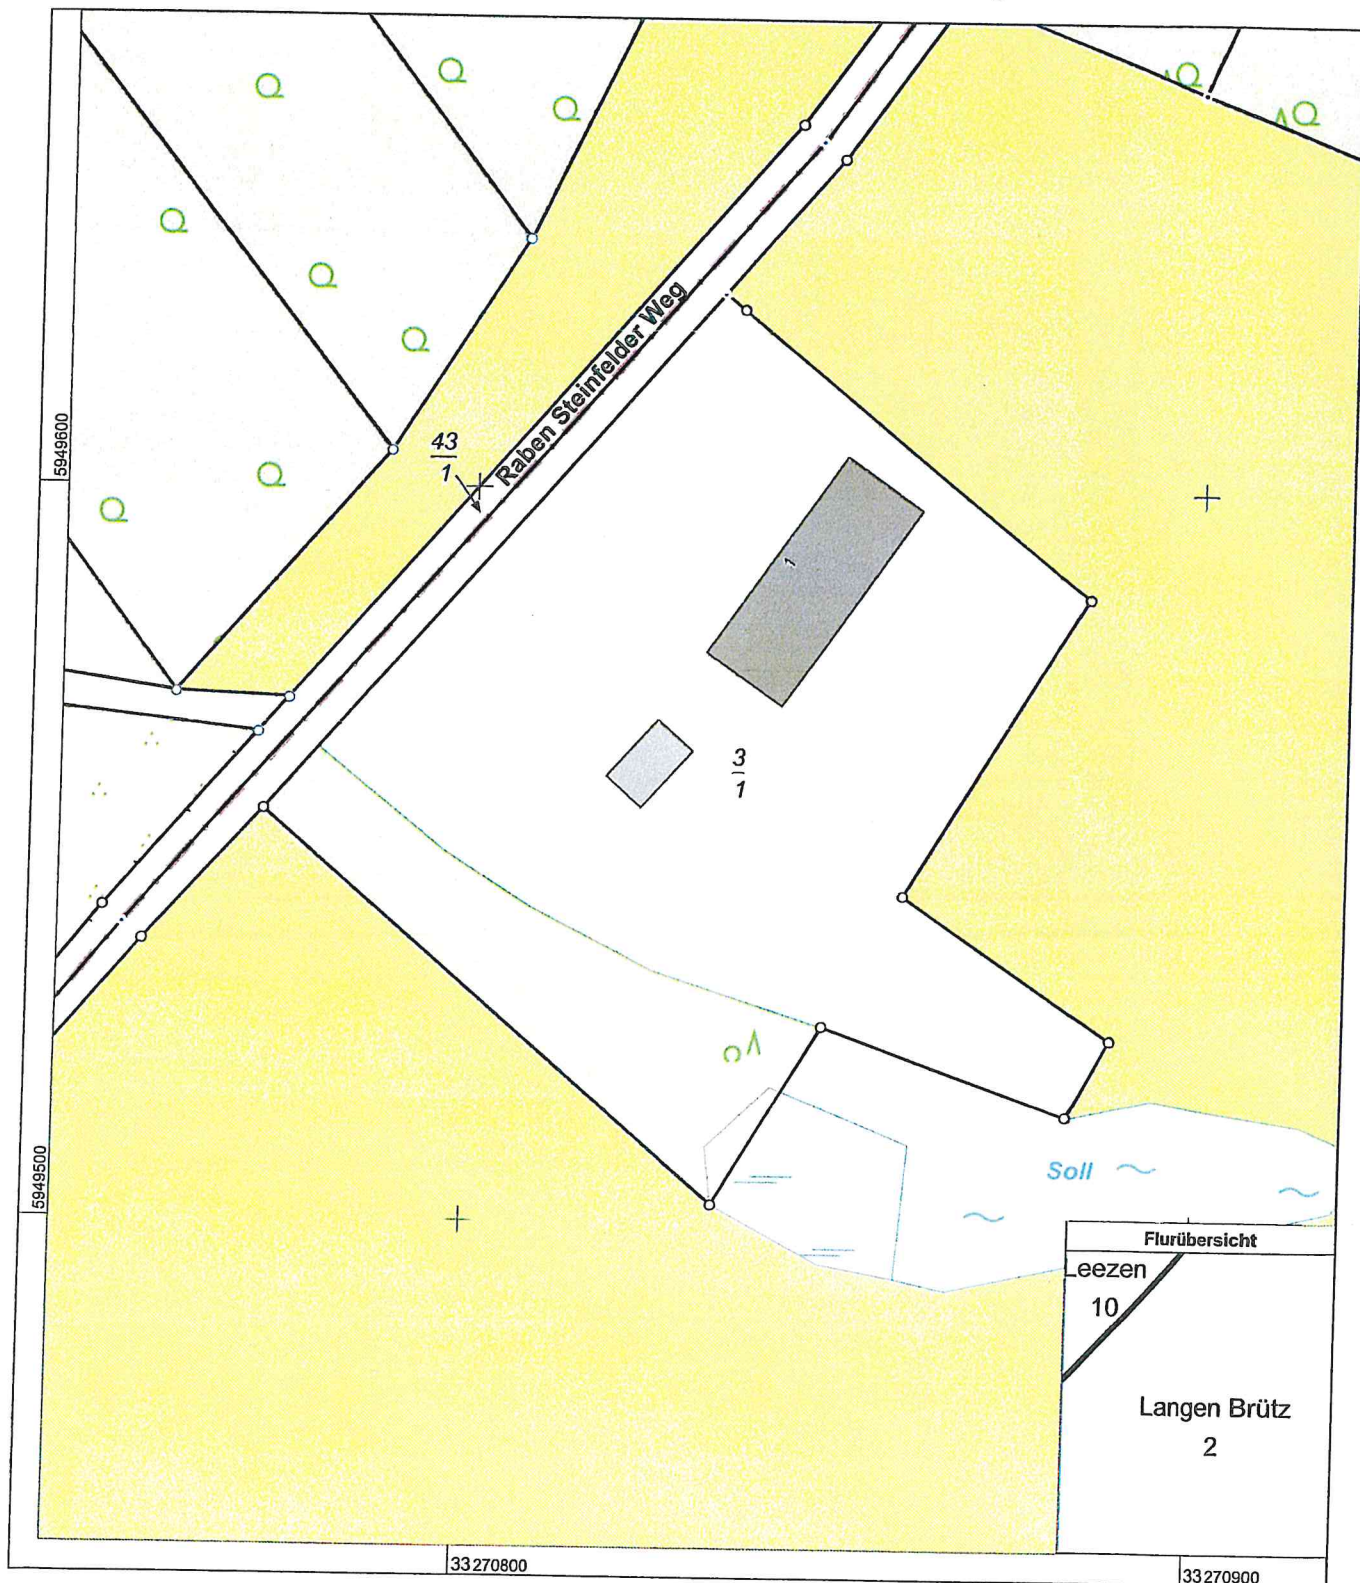 Raben Steinfelder Weg
43
1
5949600
1
3
1
5949500
Soll
Flurübersicht
Leezen
10
Langen Brütz
2
33270800
33270900